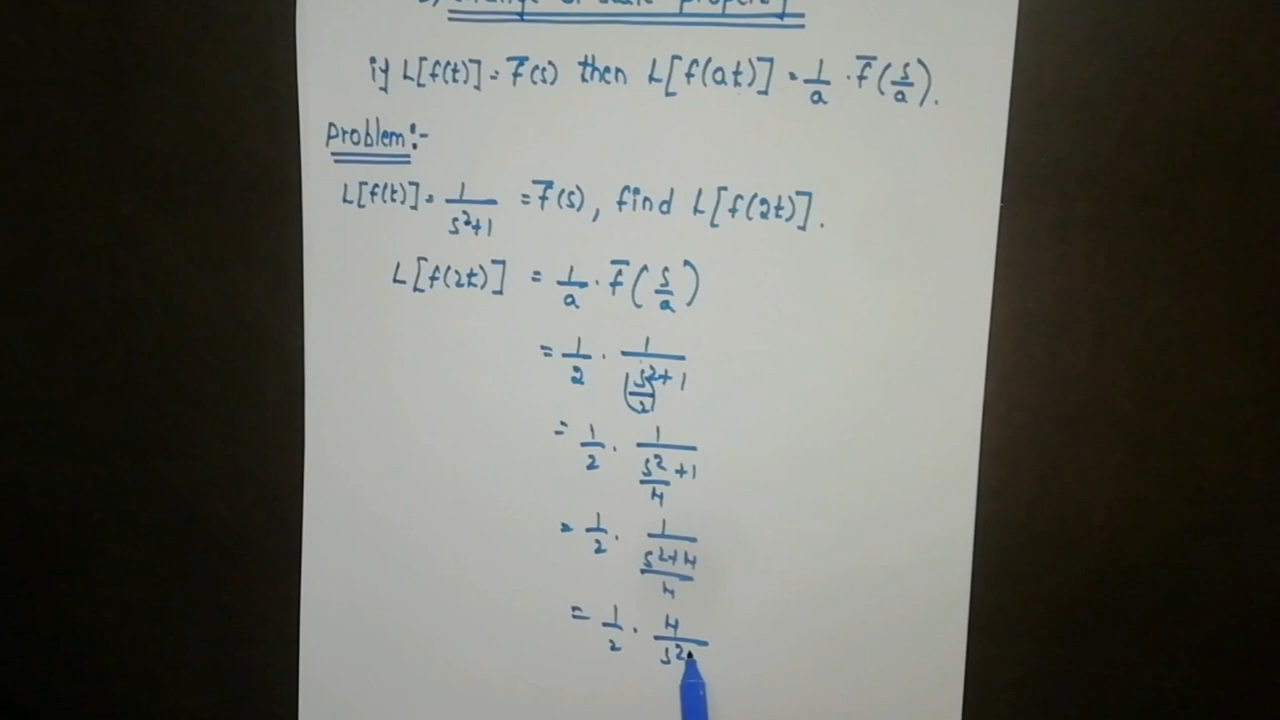 if L[f(t)] = f̅(s) then L[f(at)] = 1/a · f̅(s/a).
Problem:-
L[f(t)] = 1/(s²+1) = f̅(s), find L[f(2t)].
L[f(2t)] = 1/a · f̅(s/a)
= 1/2 · 1/((s/2)²+1)
= 1/2 · 1/(s²/4 +1)
= 1/2 · 1/((s²+4)/4)
= 1/2 · 4/s²